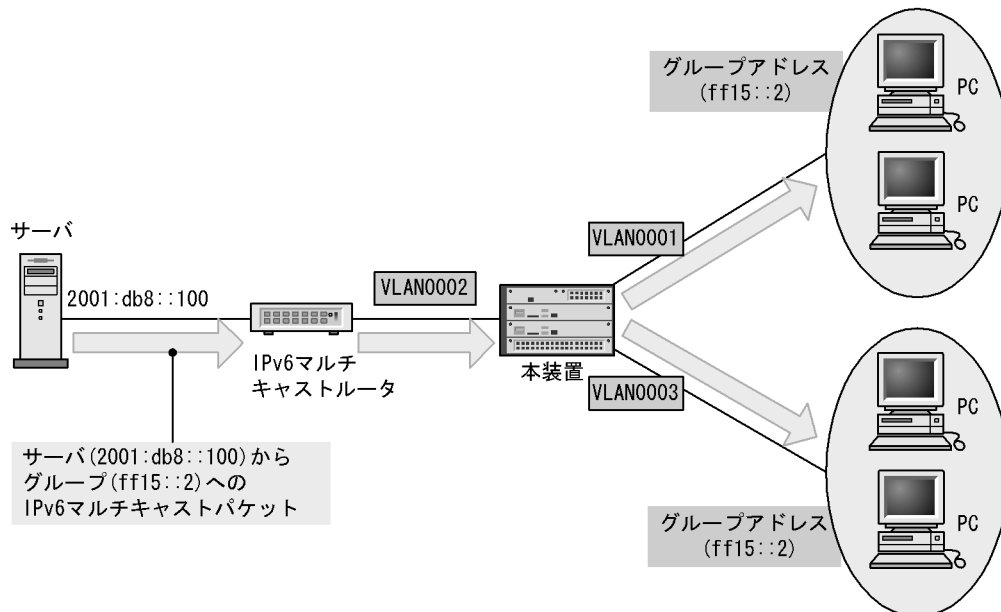 グループアドレス
(ff15::2)
PC
PC
サーバ
VLAN0001
2001:db8::100
VLAN0002
IPv6マルチ
キャストルータ
本装置
VLAN0003
PC
サーバ(2001:db8::100)から
グループ(ff15::2)への
IPv6マルチキャストパケット
グループアドレス
(ff15::2)
PC